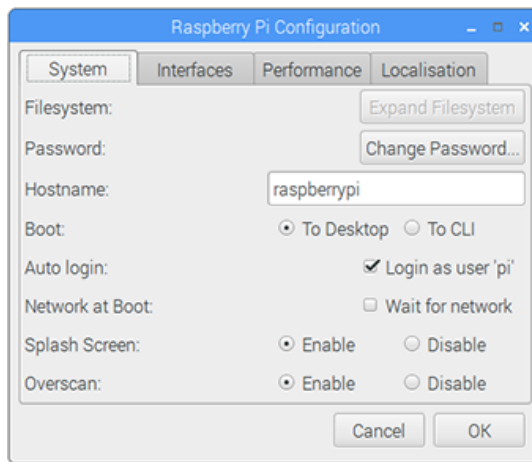 Raspberry Pi Configuration
System Interfaces Performance Localisation
Filesystem: Expand Filesystem
Password: Change Password...
Hostname: raspberrypi
Boot: To Desktop To CLI
Auto login: Login as user 'pi'
Network at Boot: Wait for network
Splash Screen: Enable Disable
Overscan: Enable Disable
Cancel OK